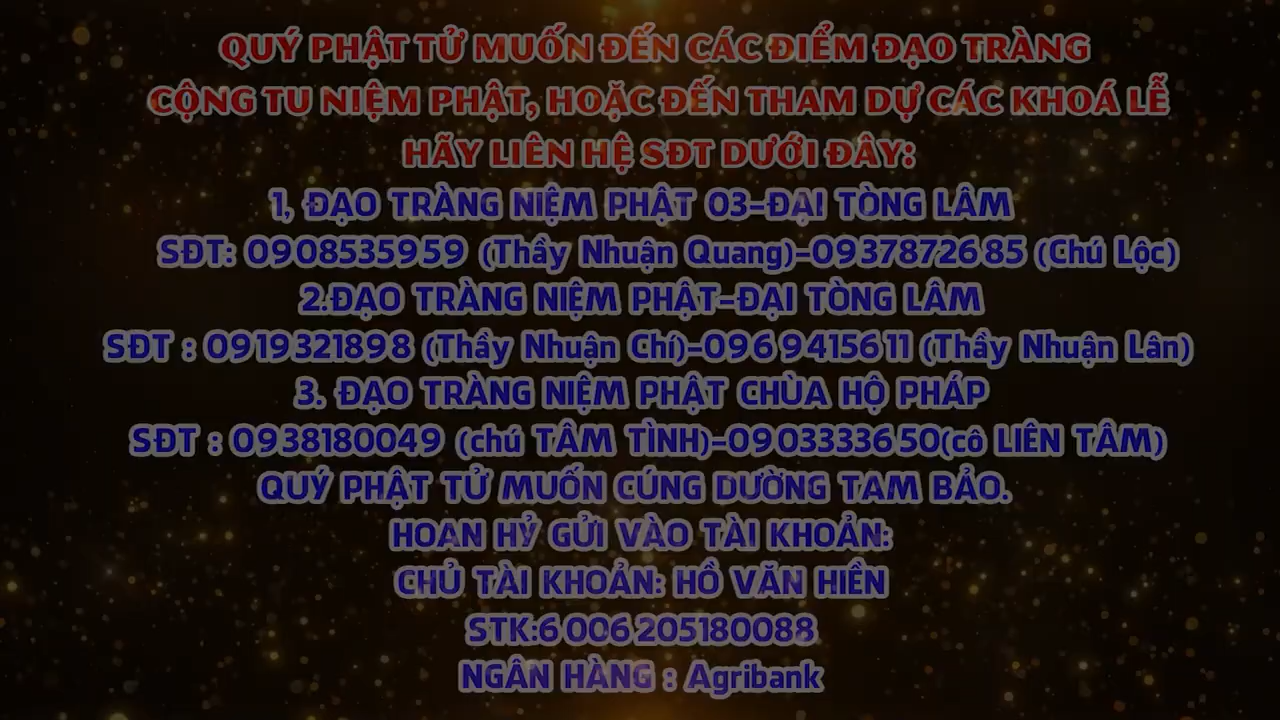 QUÝ PHẬT TỬ MUỐN ĐẾN CÁC ĐIỂM ĐẠO TRÀNG
CỘNG TU NIỆM PHẬT, HOẶC ĐẾN THAM DỰ CÁC KHOÁ LỄ
HÃY LIÊN HỆ SĐT DƯỚI ĐÂY:
1, ĐẠO TRÀNG NIỆM PHẬT 03-ĐẠI TÒNG LÂM
SĐT: 0908535959 (Thầy Nhuận Quang)-0937872685 (Chú Lộc)
2.ĐẠO TRÀNG NIỆM PHẬT-ĐẠI TÒNG LÂM
SĐT : 0919321898 (Thầy Nhuận Chí)-0969415611 (Thầy Nhuận Lân)
3. ĐẠO TRÀNG NIỆM PHẬT CHÙA HỘ PHÁP
SĐT : 0938180049 (chú TÂM TÌNH)-0903333650(cô LIÊN TÂM)
QUÝ PHẬT TỬ MUỐN CÚNG DƯỜNG TAM BẢO.
HOAN HỶ GỬI VÀO TÀI KHOẢN:
CHỦ TÀI KHOẢN: HỒ VĂN HIỀN
STK:6006205180088
NGÂN HÀNG : Agribank